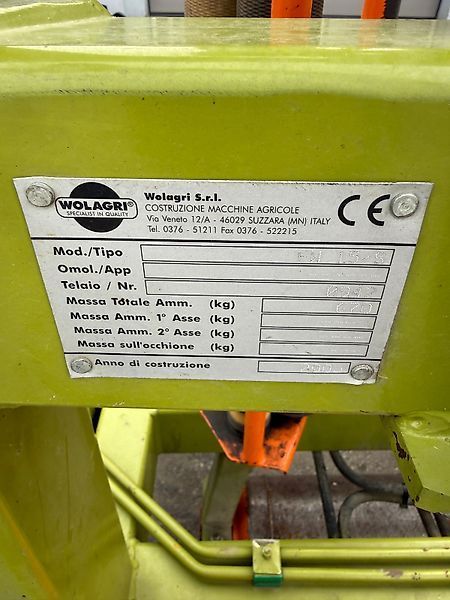 WOLAGRI®
SPECIALIST IN QUALITY
Wolagri S.r.l.
COSTRUZIONE MACCHINE AGRICOLE
Via Veneto 12/A - 46029 SUZZARA (MN) ITALY
Tel. 0376 - 51211 Fax 0376 - 522215
CE
Mod./Tipo
Omol./App
Telaio / Nr.
Massa Totale Amm. (kg) 670
Massa Amm. 1° Asse (kg)
Massa Amm. 2° Asse (kg)
Massa sull'occhione (kg)
Anno di costruzione